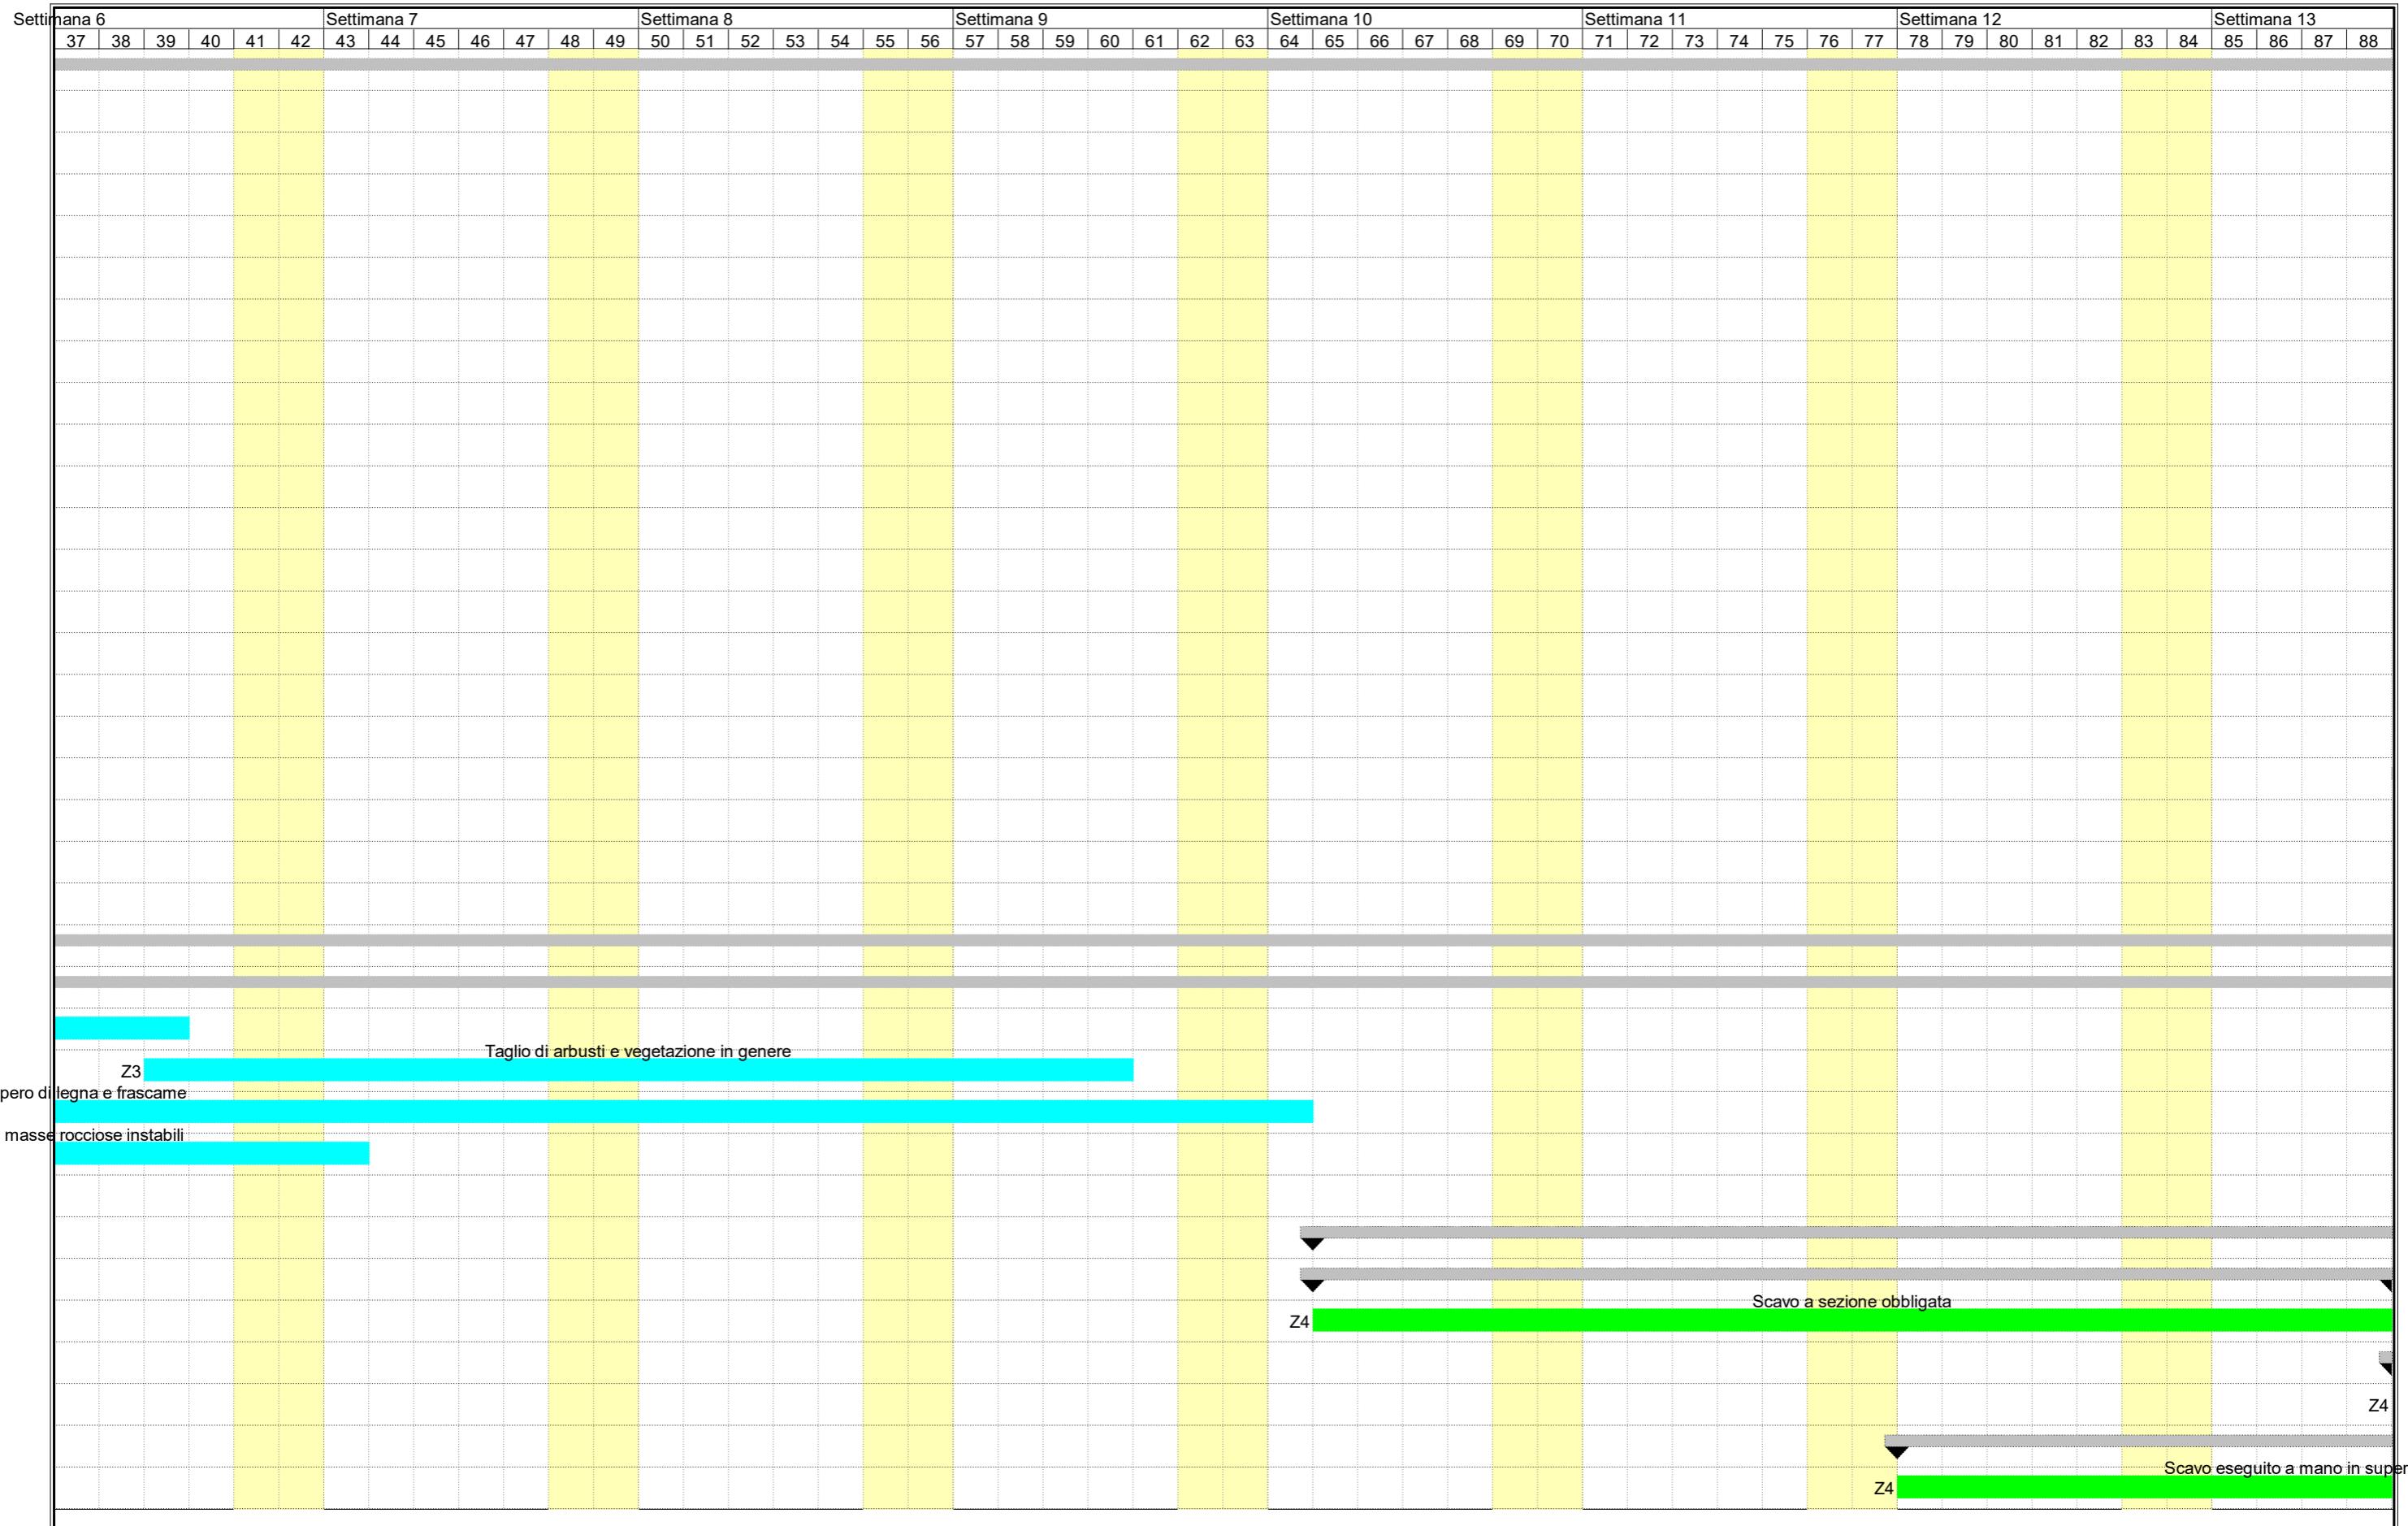 Settimana 6 Settimana 7 Settimana 8 Settimana 9 Settimana 10 Settimana 11 Settimana 12 Settimana 13
37 38 39 40 41 42 43 44 45 46 47 48 49 50 51 52 53 54 55 56 57 58 59 60 61 62 63 64 65 66 67 68 69 70 71 72 73 74 75 76 77 78 79 80 81 82 83 84 85 86 87 88
Taglio di arbusti e vegetazione in genere
Z3
pero di legna e frascame
masse rocciose instabili
Scavo a sezione obbligata
Z4
Z4
Scavo eseguito a mano in super
Z4